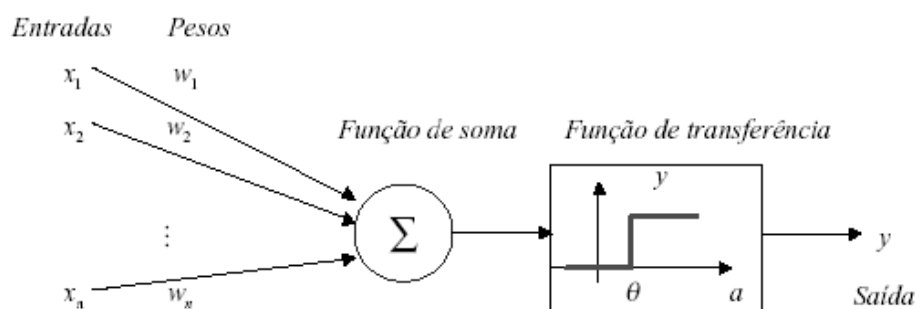 Entradas Pesos
x₁ w₁
x₂ w₂
Função de soma Função de transferência
y
Σ
y
⋮
xₙ wₙ
θ a
Saída